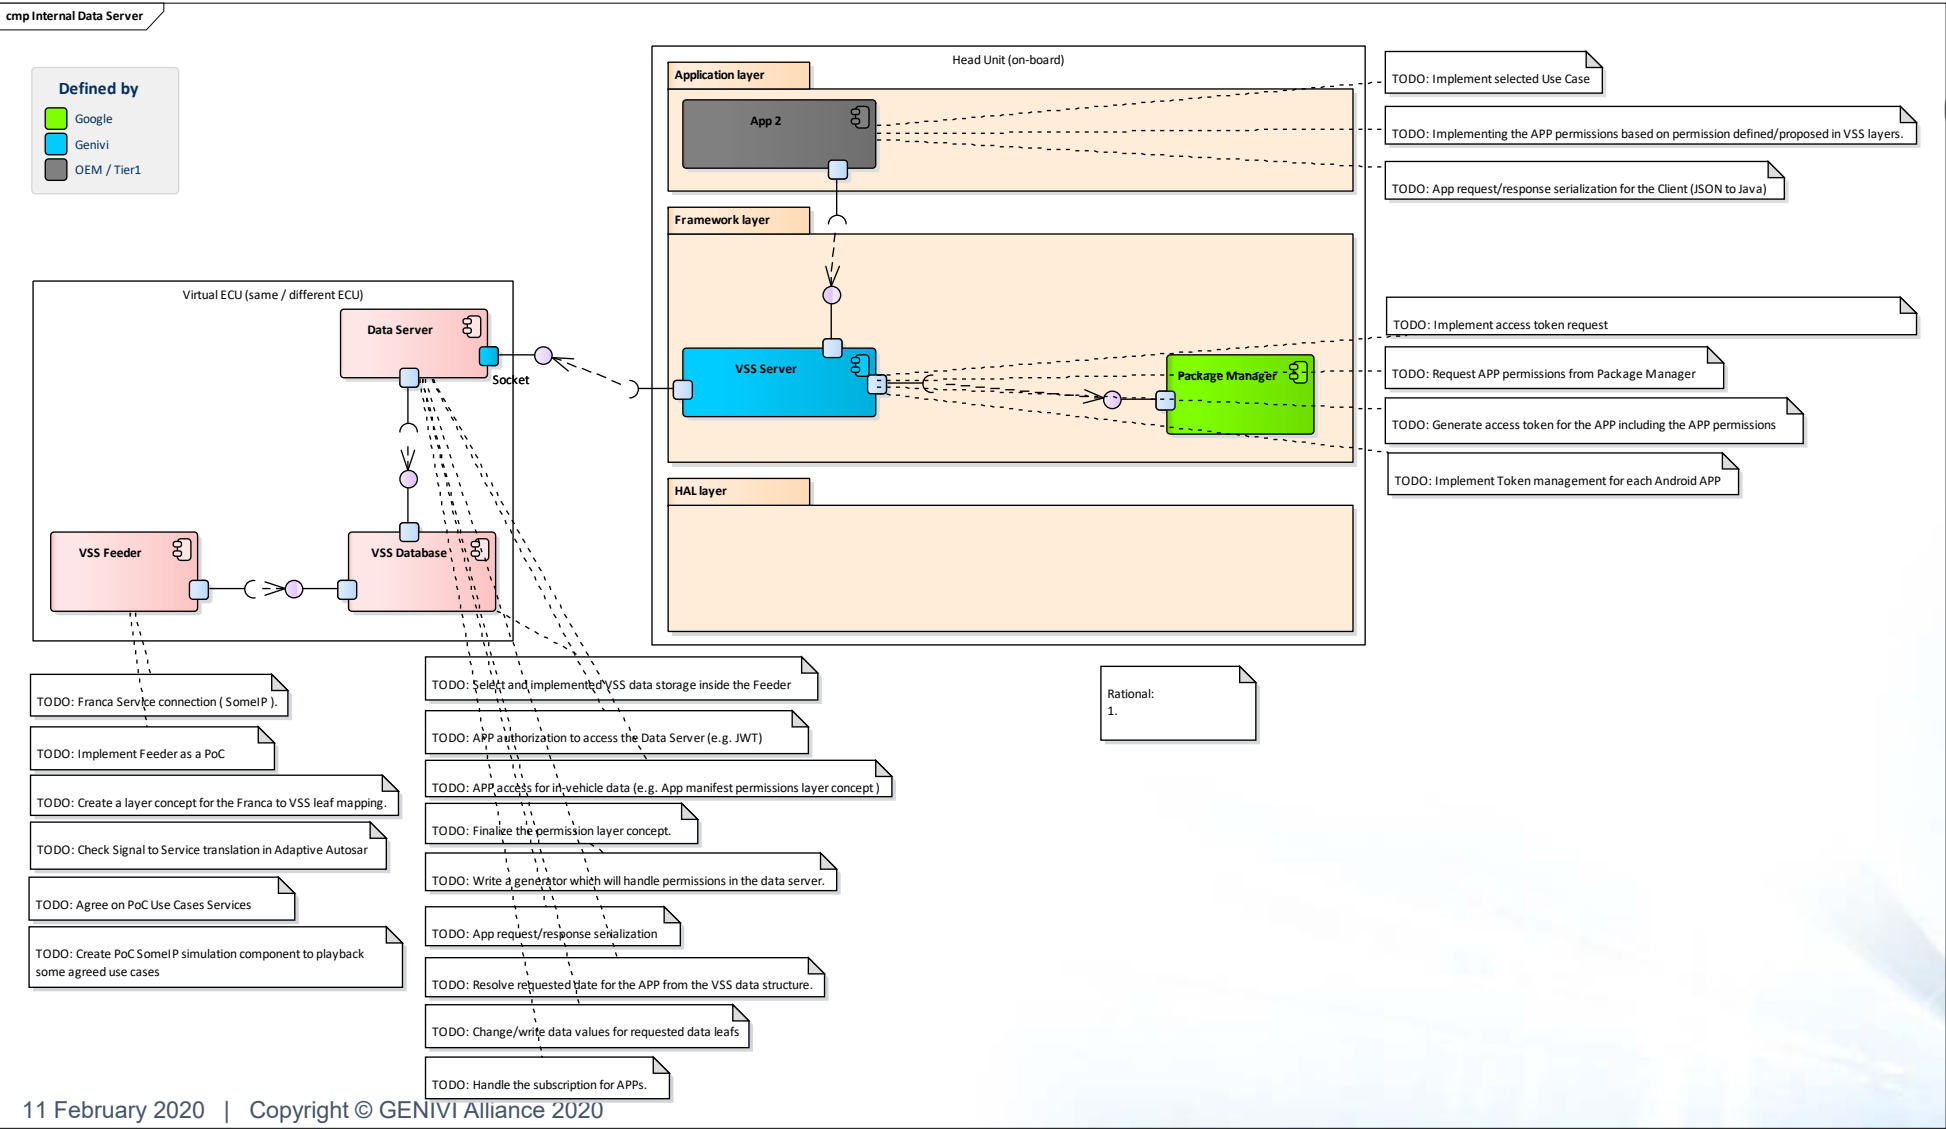 cmp Internal Data Server
Defined by
Google
Genivi
OEM / Tier1
Head Unit (on-board)
Application layer
App 2
Framework layer
VSS Server
Package Manager
HAL layer
TODO: Implement selected Use Case
TODO: Implementing the APP permissions based on permission defined/proposed in VSS layers.
TODO: App request/response serialization for the Client (JSON to Java)
TODO: Implement access token request
TODO: Request APP permissions from Package Manager
TODO: Generate access token for the APP including the APP permissions
TODO: Implement Token management for each Android APP
Virtual ECU (same / different ECU)
Data Server
Socket
VSS Feeder
VSS Database
TODO: Franca Service connection ( SomeIP ).
TODO: Implement Feeder as a PoC
TODO: Create a layer concept for the Franca to VSS leaf mapping.
TODO: Check Signal to Service translation in Adaptive Autosar
TODO: Agree on PoC Use Cases Services
TODO: Create PoC SomeIP simulation component to playback
some agreed use cases
TODO: Select and implemented VSS data storage inside the Feeder
TODO: APP authorization to access the Data Server (e.g. JWT)
TODO: APP access for in-vehicle data (e.g. App manifest permissions layer concept )
TODO: Finalize the permission layer concept.
TODO: Write a generator which will handle permissions in the data server.
TODO: App request/response serialization
TODO: Resolve requested date for the APP from the VSS data structure.
TODO: Change/write data values for requested data leafs
TODO: Handle the subscription for APPs.
Rational:
1.
11 February 2020 | Copyright © GENIVI Alliance 2020